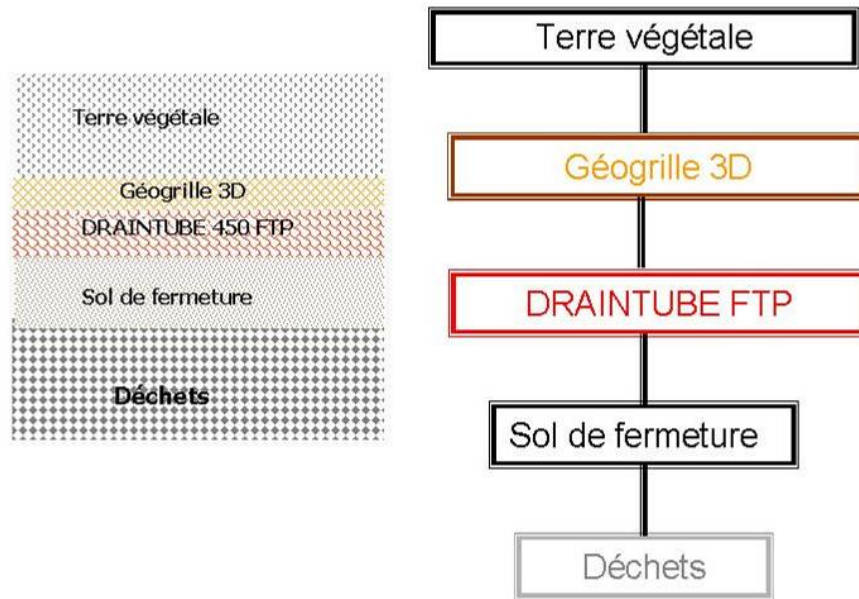 Terre végétale
Géogrille 3D
DRAINTUBE 450 FTP
Sol de fermeture
Déchets
Terre végétale
Géogrille 3D
DRAINTUBE FTP
Sol de fermeture
Déchets